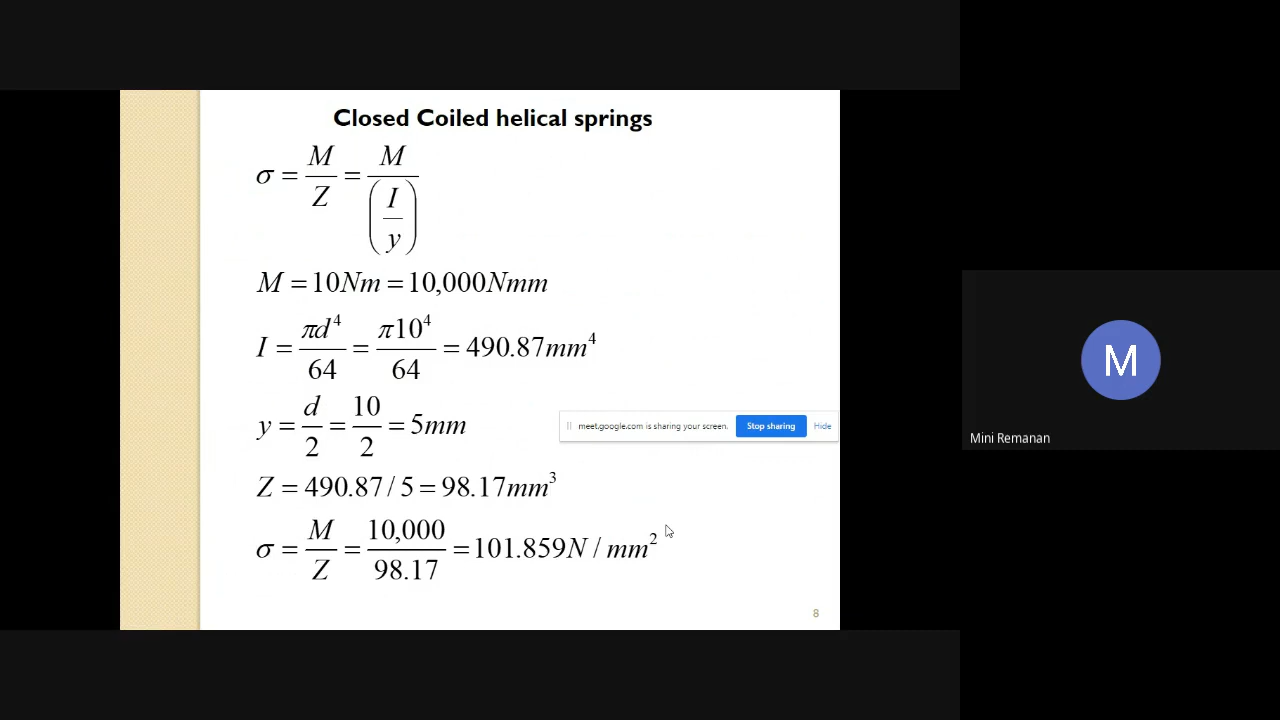 Closed Coiled helical springs
σ = M/Z = M/(I/y)
M = 10Nm = 10,000Nmm
I = πd⁴/64 = π10⁴/64 = 490.87mm⁴
y = d/2 = 10/2 = 5mm
meet.google.com is sharing your screen. Stop sharing Hide
M
Mini Remanan
Z = 490.87 / 5 = 98.17mm³
σ = M/Z = 10,000/98.17 = 101.859N / mm²
8